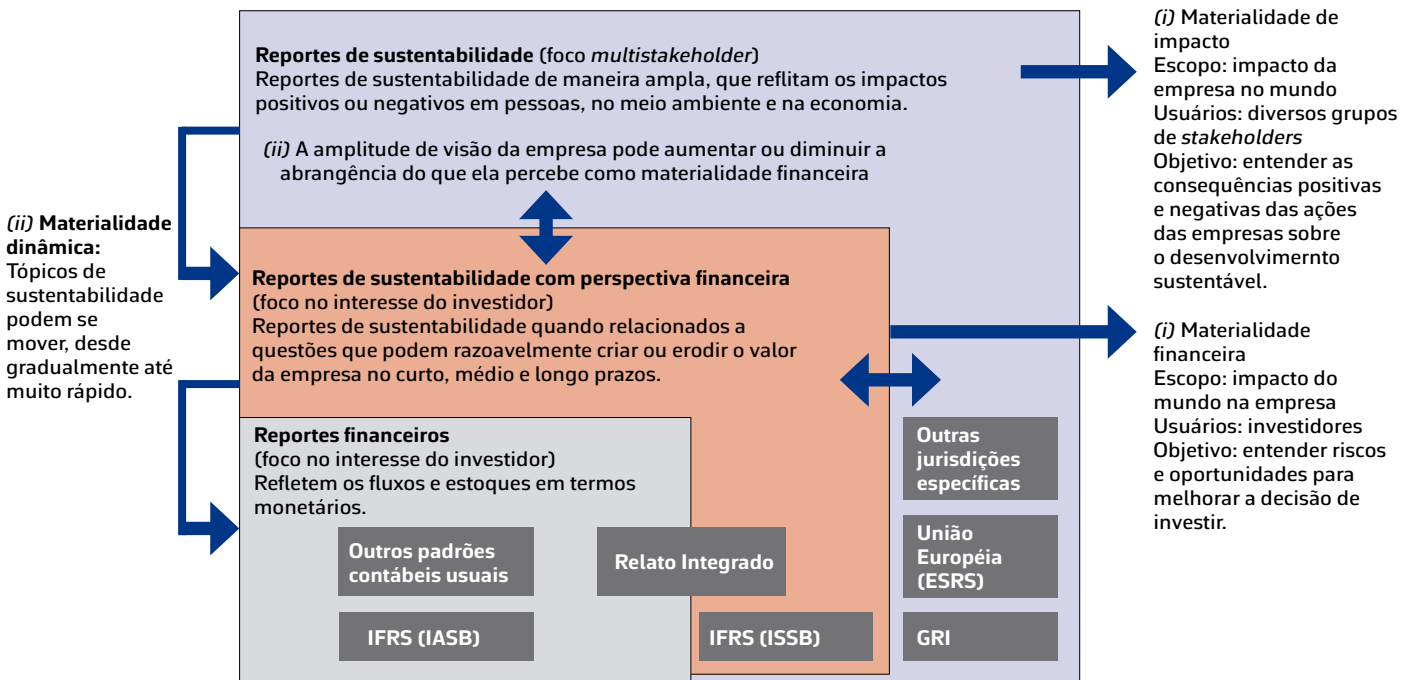 Reportes de sustentabilidade (foco multistakeholder)
Reportes de sustentabilidade de maneira ampla, que reflitam os impactos
positivos ou negativos em pessoas, no meio ambiente e na economia.
(ii) A amplitude de visão da empresa pode aumentar ou diminuir a
abrangência do que ela percebe como materialidade financeira
(i) Materialidade de
impacto
Escopo: impacto da
empresa no mundo
Usuários: diversos grupos
de stakeholders
Objetivo: entender as
consequências positivas
e negativas das ações
das empresas sobre
o desenvolvimernto
sustentável.
(ii) Materialidade
dinâmica:
Tópicos de
sustentabilidade
podem se
mover, desde
gradualmente até
muito rápido.
Reportes de sustentabilidade com perspectiva financeira
(foco no interesse do investidor)
Reportes de sustentabilidade quando relacionados a
questões que podem razoavelmente criar ou erodir o valor
da empresa no curto, médio e longo prazos.
(i) Materialidade
financeira
Escopo: impacto do
mundo na empresa
Usuários: investidores
Objetivo: entender riscos
e oportunidades para
melhorar a decisão de
investir.
Reportes financeiros
(foco no interesse do investidor)
Refletem os fluxos e estoques em termos
monetários.
Outros padrões
contábeis usuais
Relato Integrado
IFRS (IASB)
IFRS (ISSB)
Outras
jurisdições
específicas
União
Européia
(ESRS)
GRI